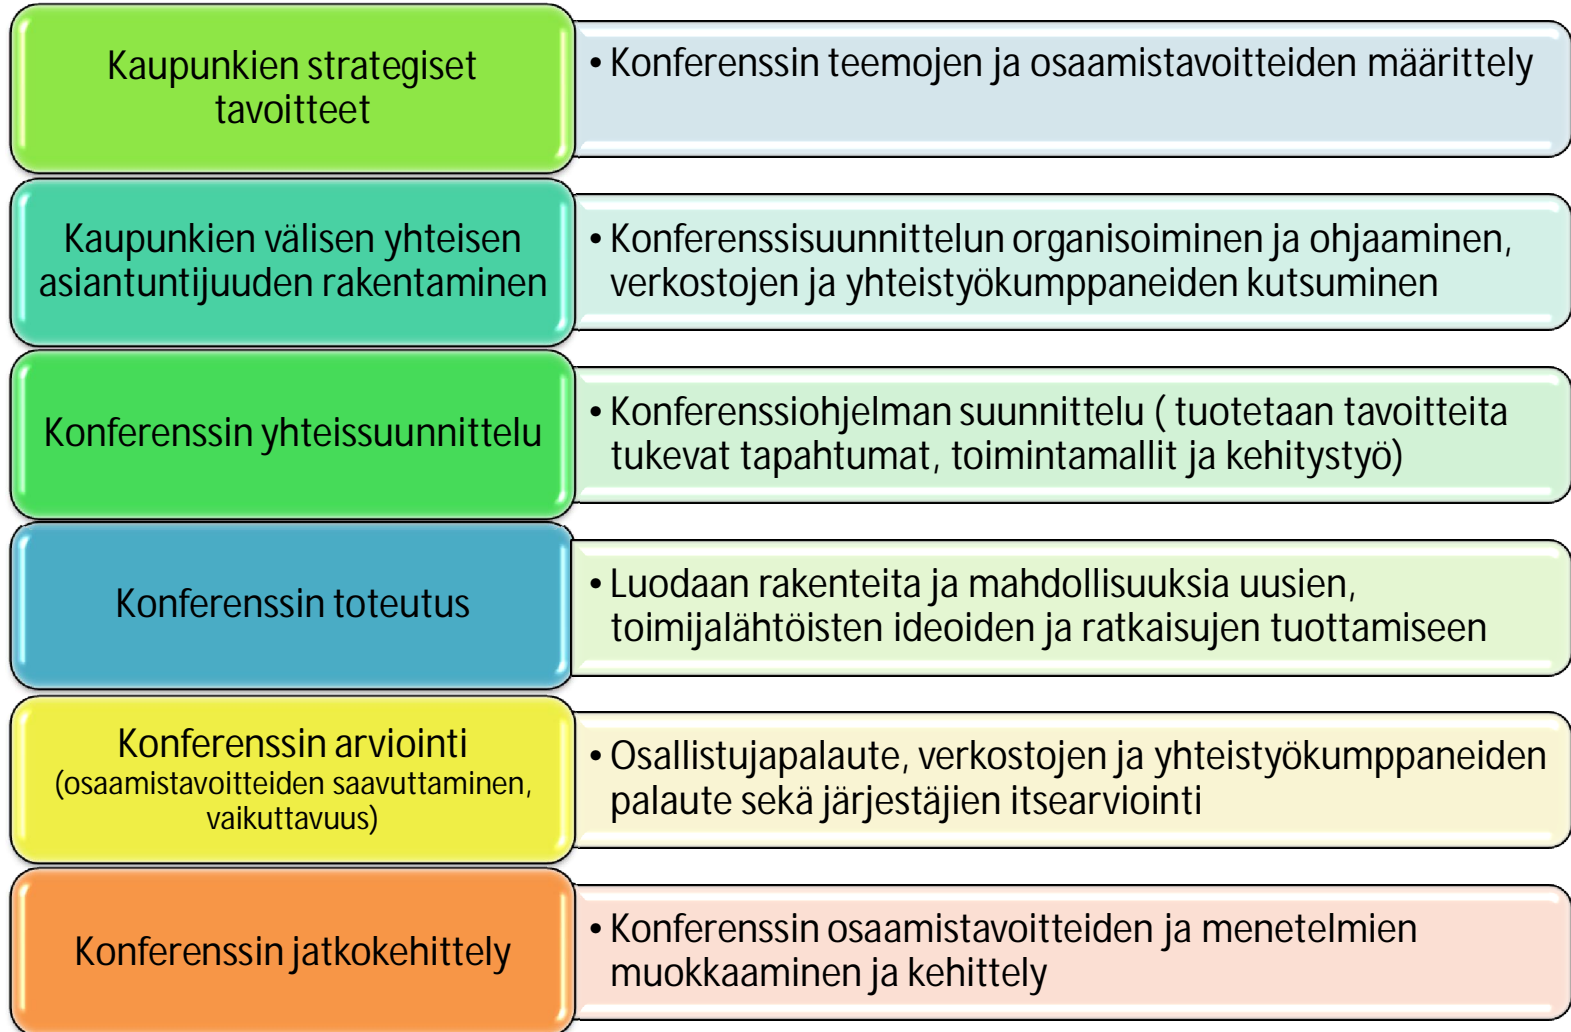 Kaupunkien strategiset
tavoitteet
• Konferenssin teemojen ja osaamistavoitteiden määrittely
Kaupunkien välisen yhteisen
asiantuntijuuden rakentaminen
• Konferenssisuunnittelun organisoiminen ja ohjaaminen,
verkostojen ja yhteistyökumppaneiden kutsuminen
Konferenssin yhteissuunnittelu
• Konferenssiohjelman suunnittelu ( tuotetaan tavoitteita
tukevat tapahtumat, toimintamallit ja kehitystyö)
Konferenssin toteutus
• Luodaan rakenteita ja mahdollisuuksia uusien,
toimijalähtöisten ideoiden ja ratkaisujen tuottamiseen
Konferenssin arviointi
(osaamistavoitteiden saavuttaminen,
vaikuttavuus)
• Osallistujapalaute, verkostojen ja yhteistyökumppaneiden
palaute sekä järjestäjien itsearviointi
Konferenssin jatkokehittely
• Konferenssin osaamistavoitteiden ja menetelmien
muokkaaminen ja kehittely